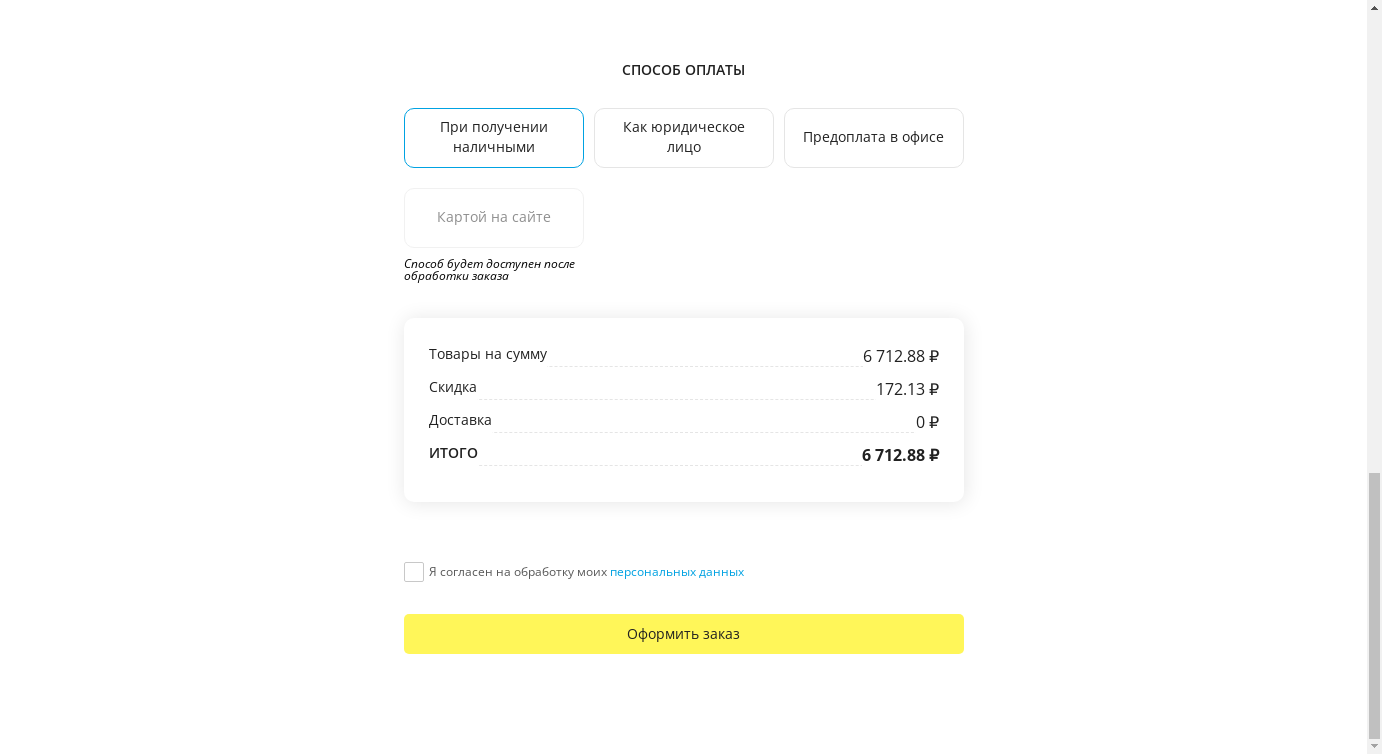 СПОСОБ ОПЛАТЫ
При получении
наличными
Как юридическое
лицо
Предоплата в офисе
Картой на сайте
Способ будет доступен после
обработки заказа
Товары на сумму 6 712.88 ₽
Скидка 172.13 ₽
Доставка 0 ₽
ИТОГО 6 712.88 ₽
Я согласен на обработку моих персональных данных
Оформить заказ